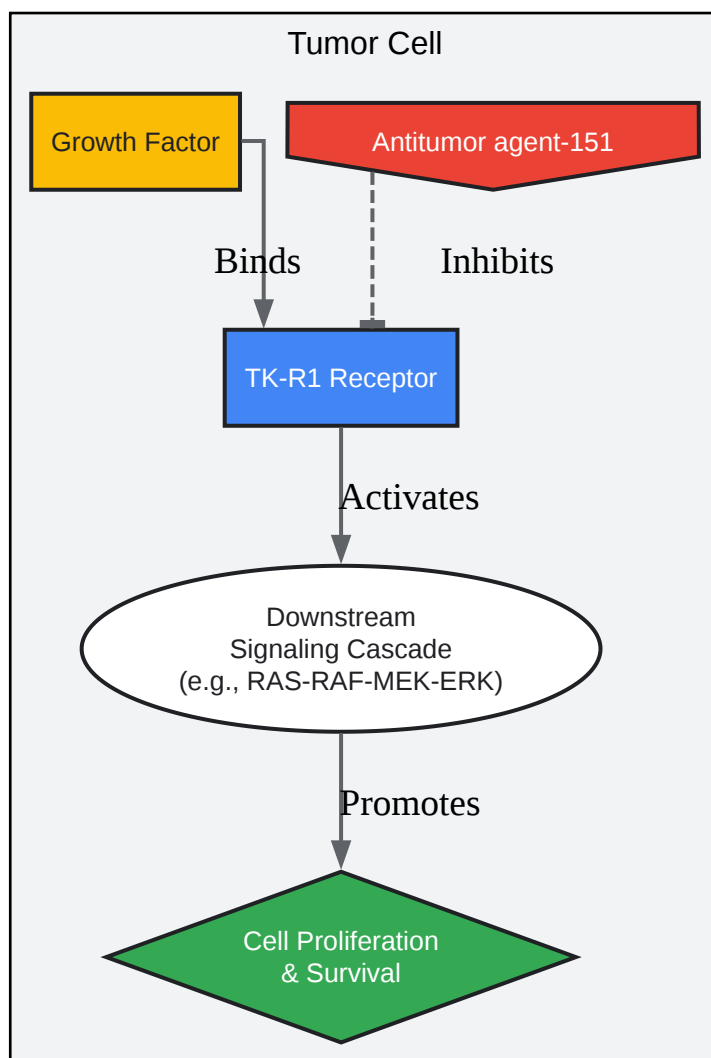 Tumor Cell
Growth Factor
Antitumor agent-151
Binds
Inhibits
TK-R1 Receptor
Activates
Downstream
Signaling Cascade
(e.g., RAS-RAF-MEK-ERK)
Promotes
Cell Proliferation
& Survival